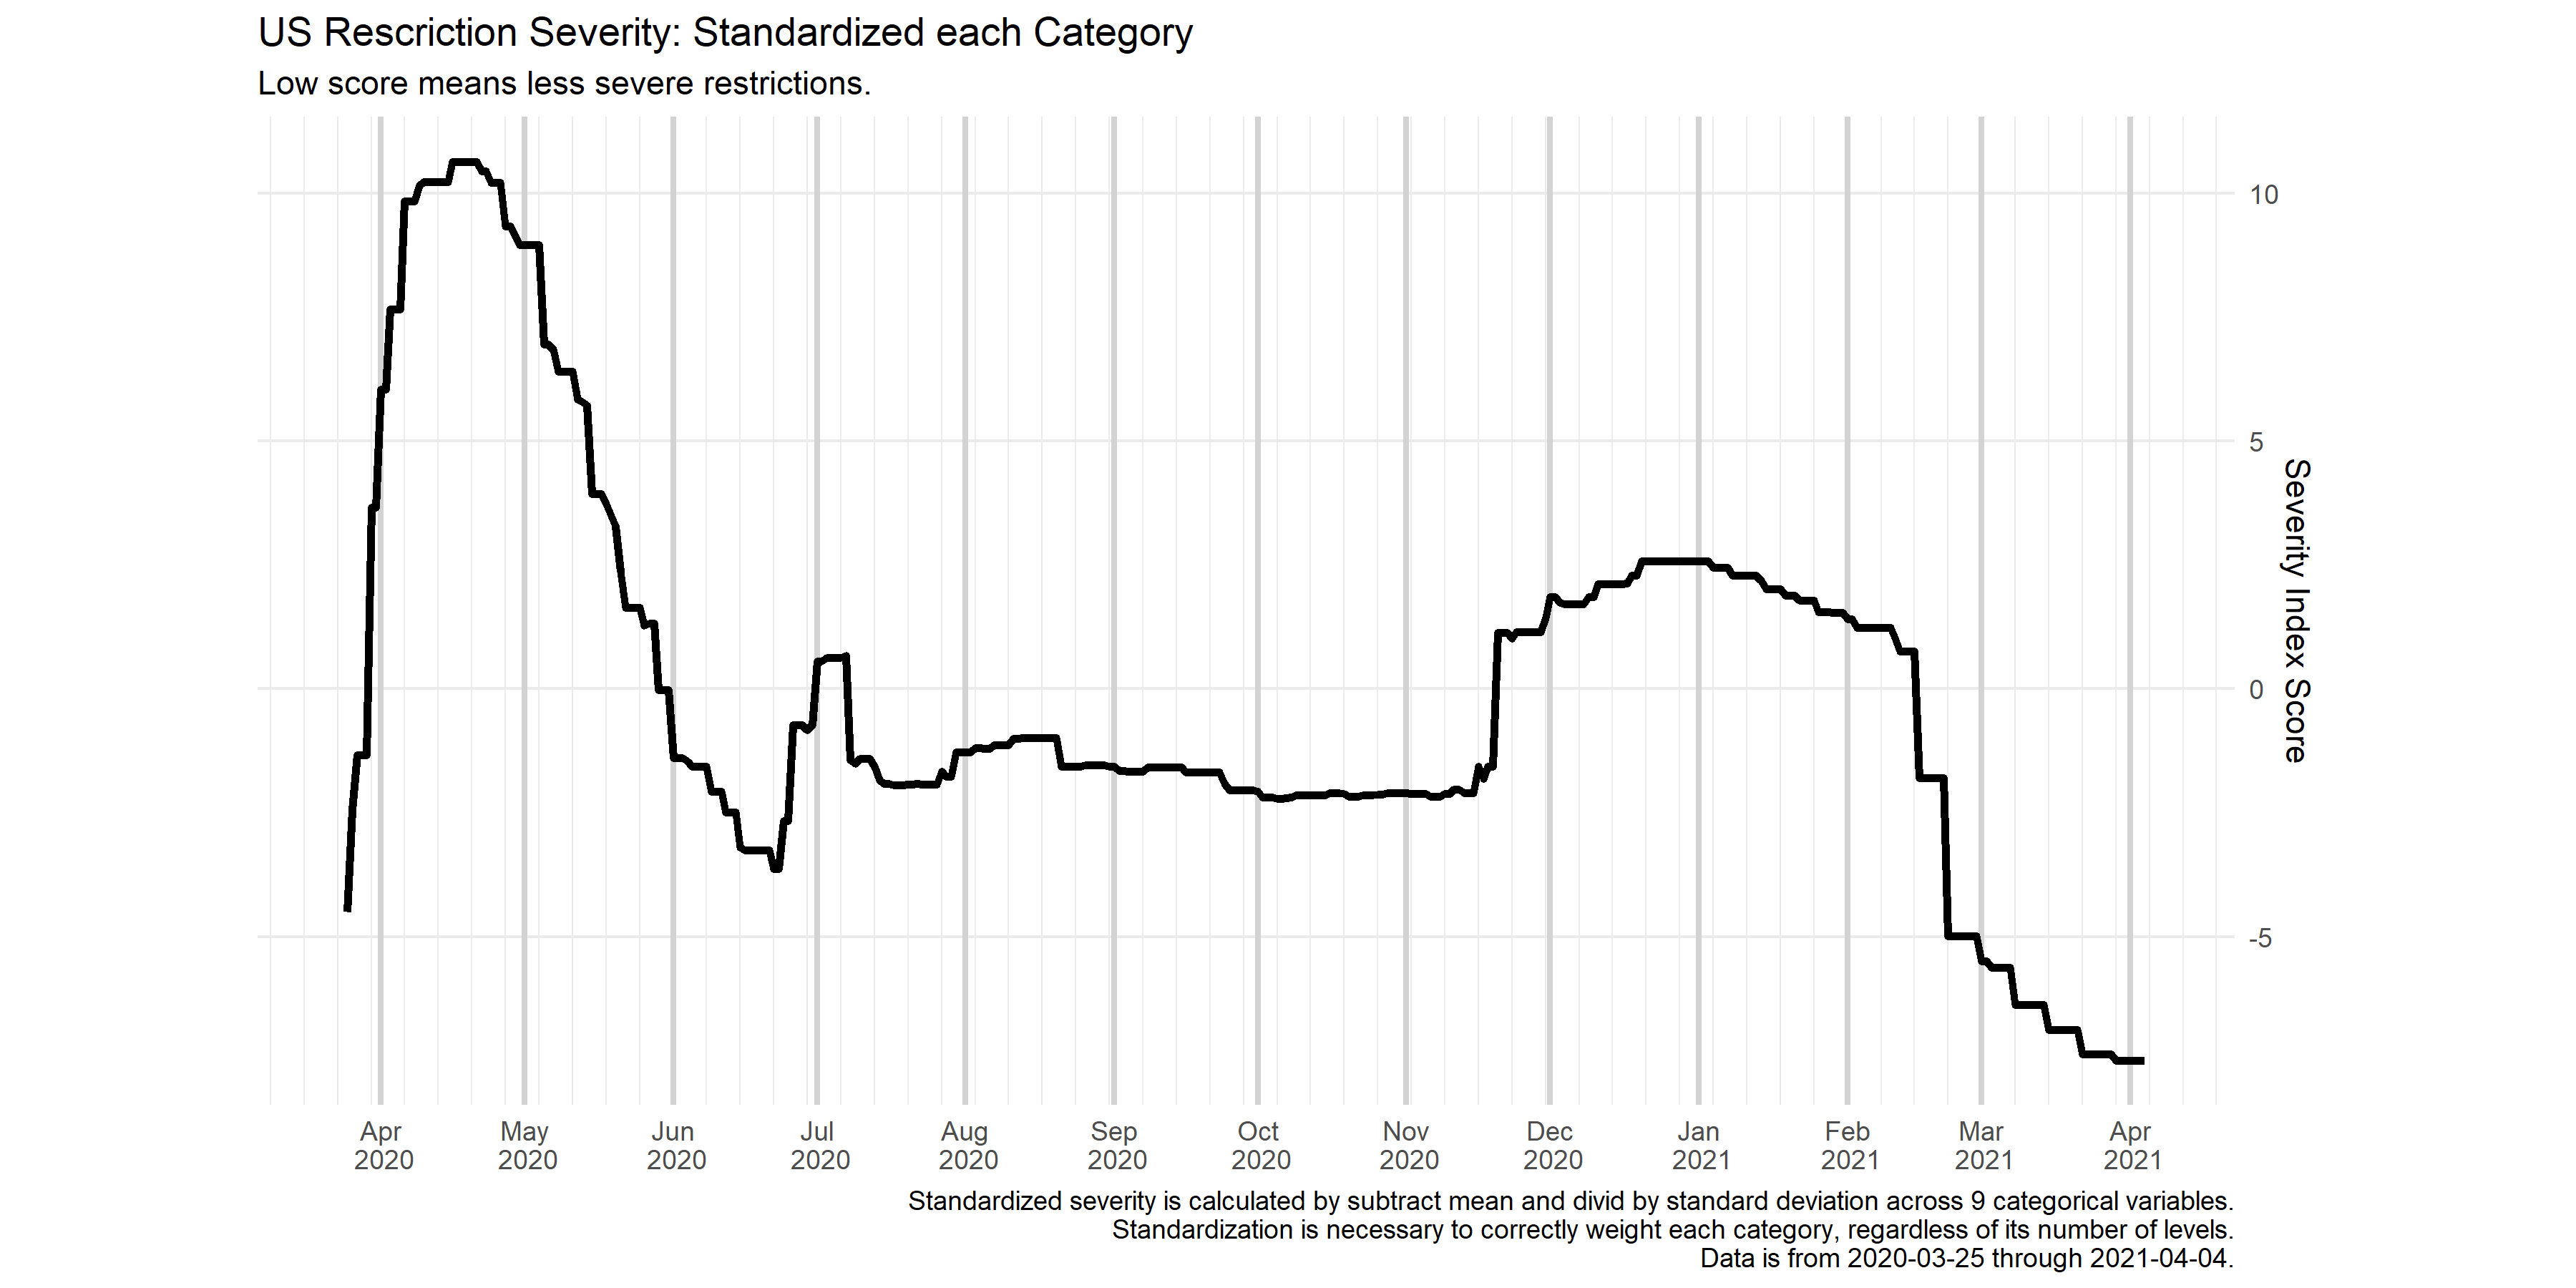 US Rescriction Severity: Standardized each Category
Low score means less severe restrictions.
10
5
0
-5
Severity Index Score
Apr 2020
May 2020
Jun 2020
Jul 2020
Aug 2020
Sep 2020
Oct 2020
Nov 2020
Dec 2020
Jan 2021
Feb 2021
Mar 2021
Apr 2021
Standardized severity is calculated by subtract mean and divid by standard deviation across 9 categorical variables.
Standardization is necessary to correctly weight each category, regardless of its number of levels.
Data is from 2020-03-25 through 2021-04-04.